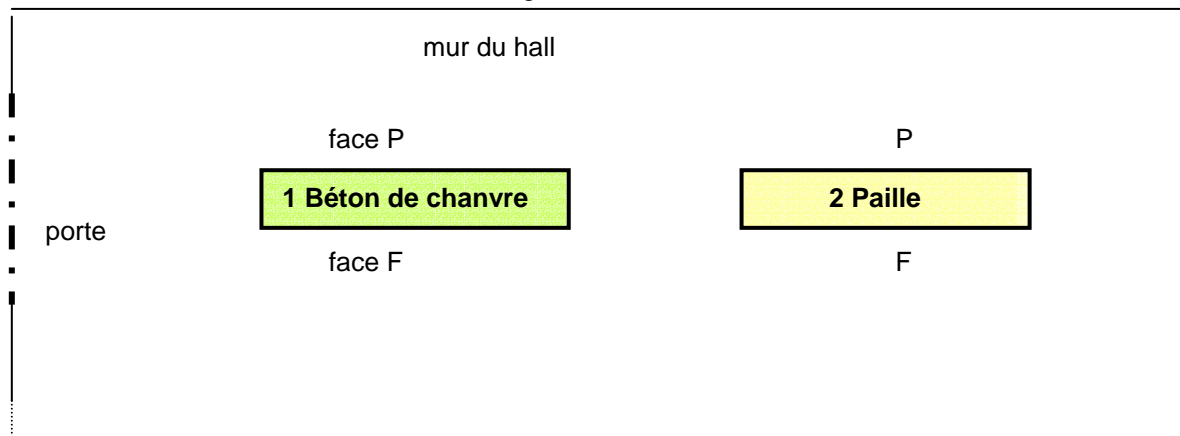 mur du hall
face P
P
1 Béton de chanvre
2 Paille
porte
face F
F